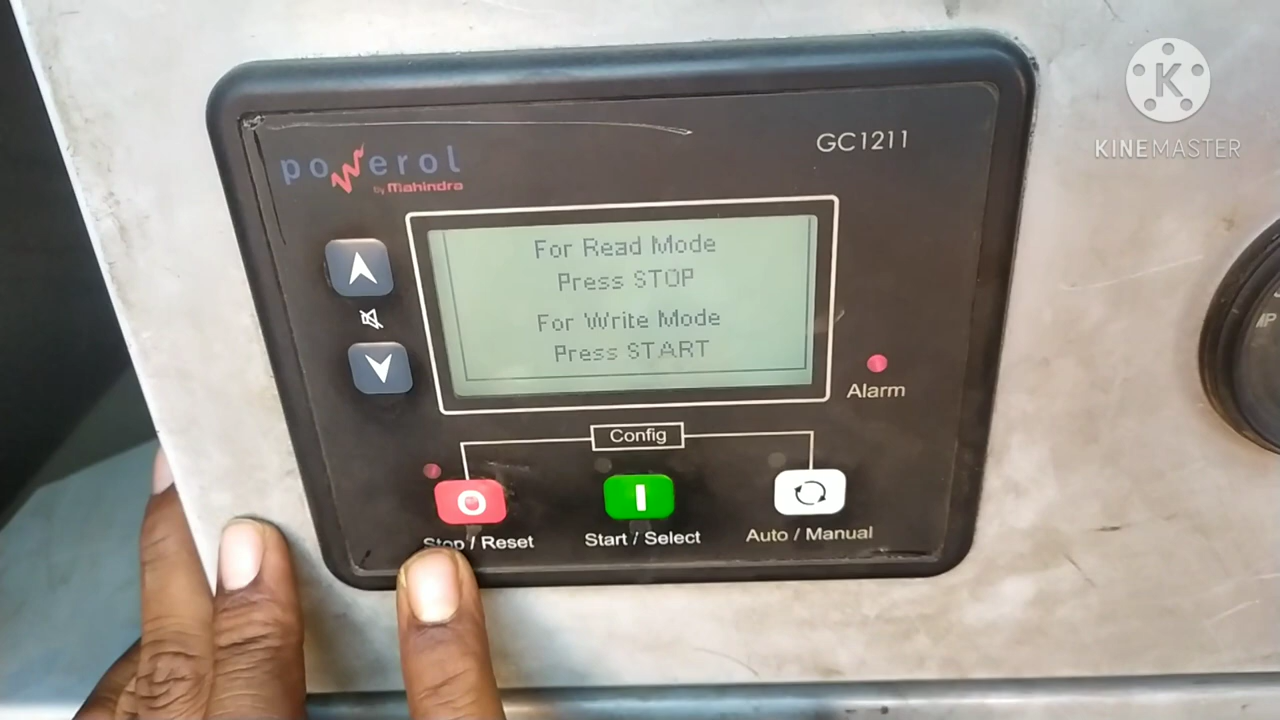 powerol
By Mahindra
GC1211
For Read Mode
Press STOP
For Write Mode
Press START
Alarm
Config
Stop / Reset
Start / Select
Auto / Manual
K
KINEMASTER